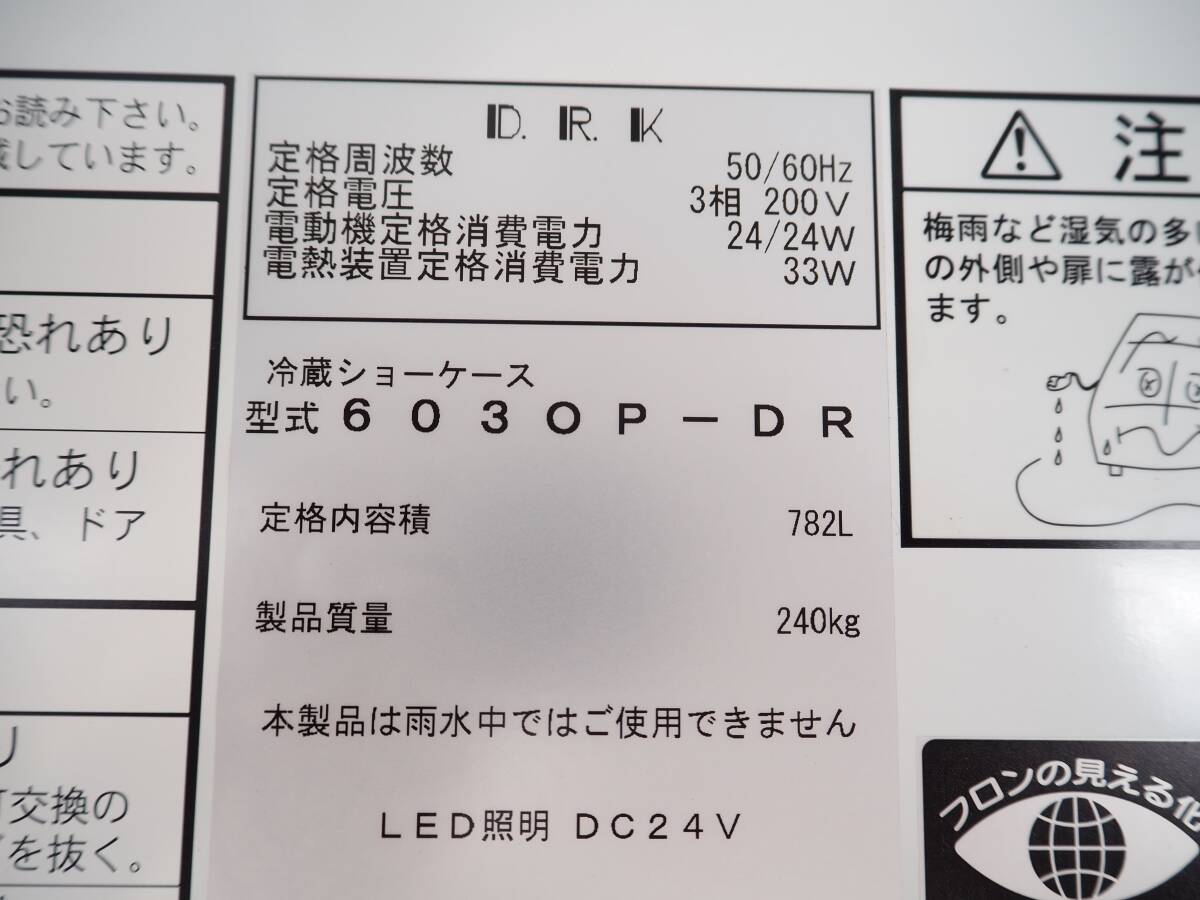 お読み下さい。
しています。
恐れあり
い。
れあり
具、ドア
交換の
を抜く。
D. R. K
定格周波数 50/60Hz
定格電圧 3相 200V
電動機定格消費電力 24/24W
電熱装置定格消費電力 33W
冷蔵ショーケース
型式 6030P-DR
定格内容積 782L
製品質量 240kg
本製品は雨水中ではご使用できません
LED照明 DC24V
注
梅雨など湿気の多い
の外側や扉に露が
ます。
フロンの見える化